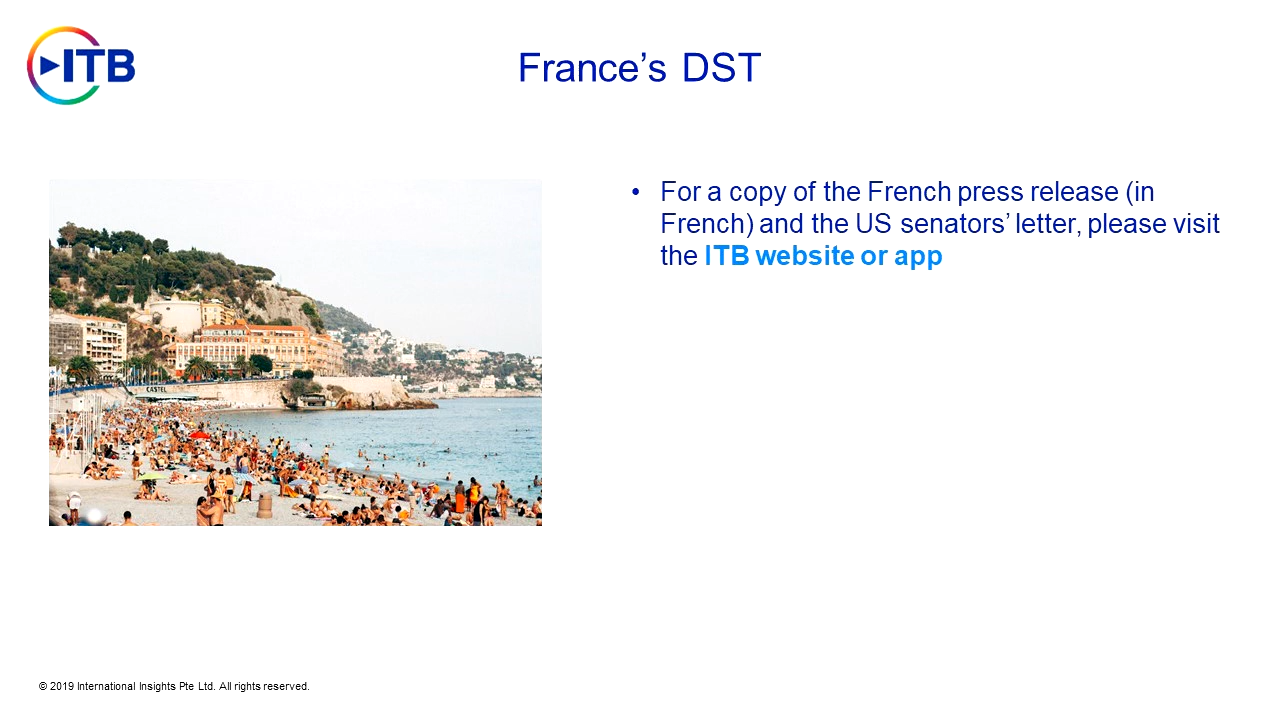 ITB
France’s DST
• For a copy of the French press release (in
French) and the US senators’ letter, please visit
the ITB website or app
CASTEL
© 2019 International Insights Pte Ltd. All rights reserved.